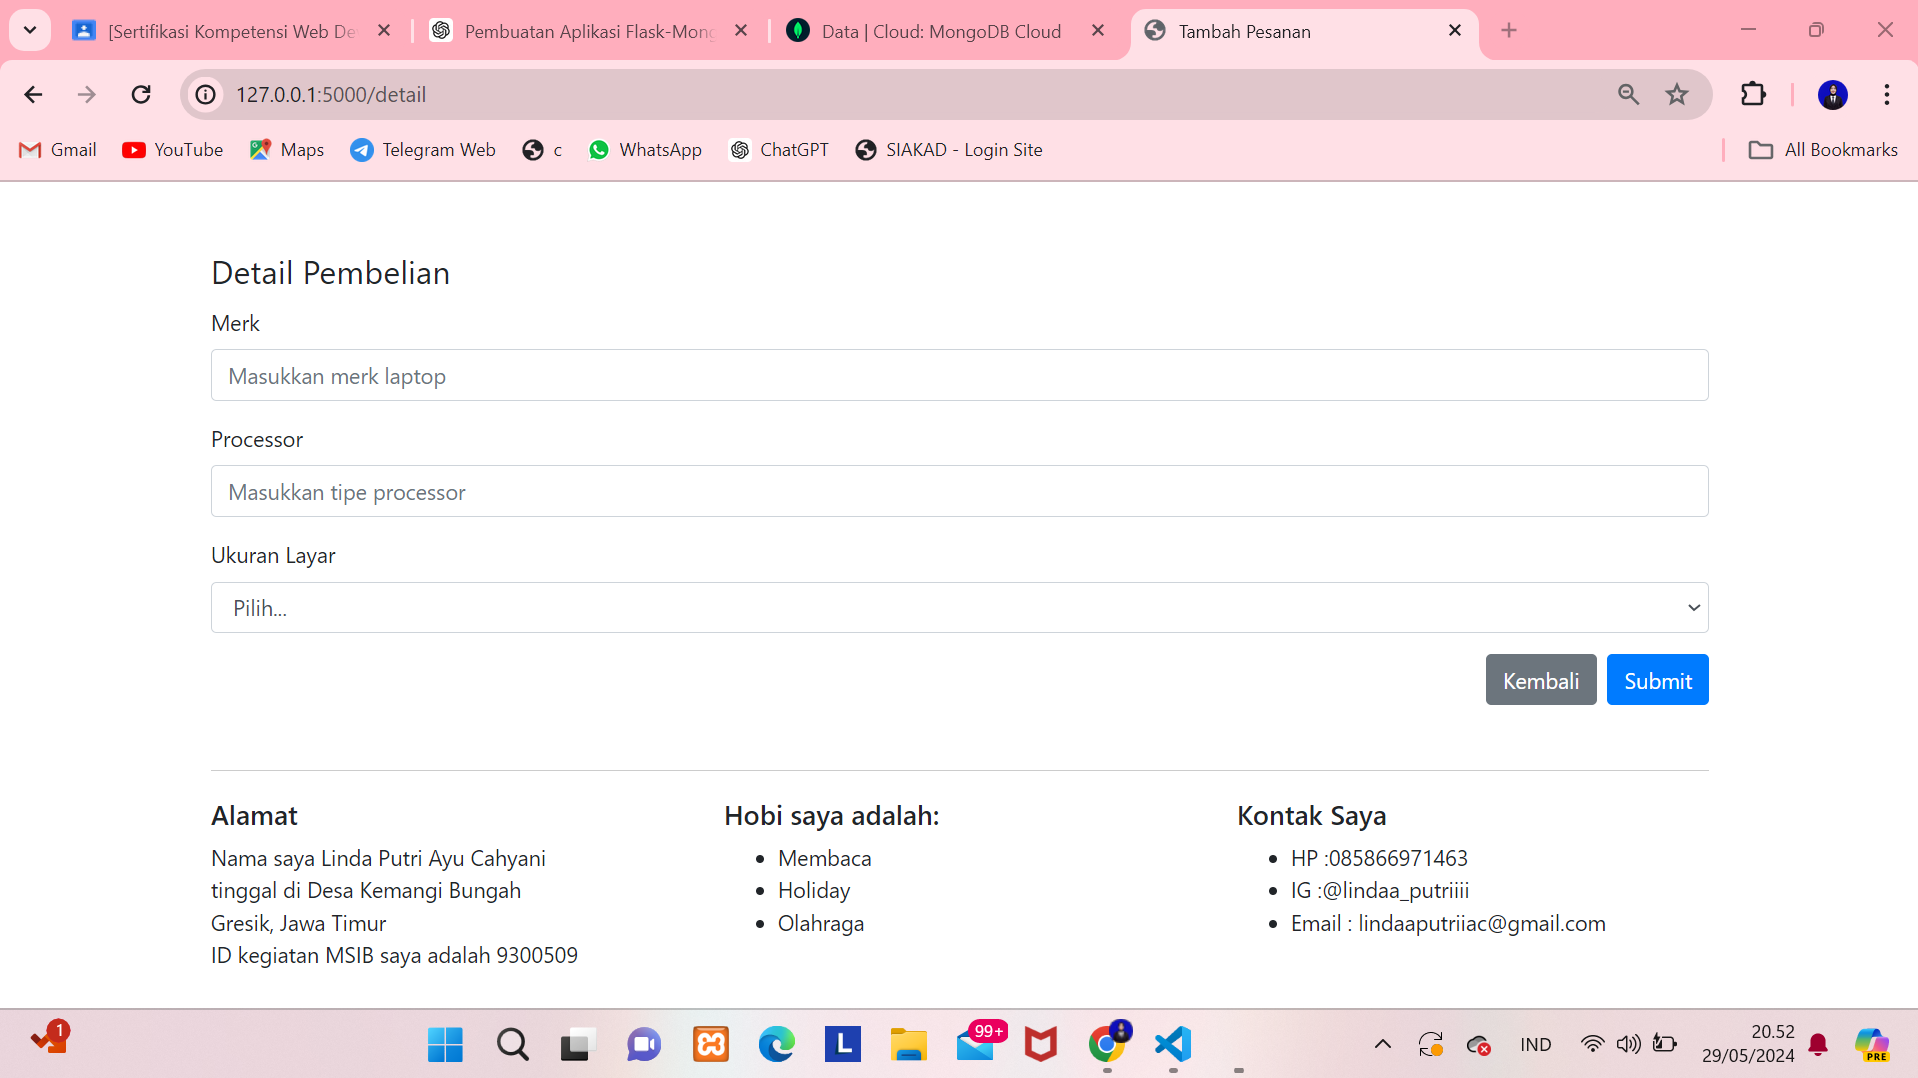 [Sertifikasi Kompetensi Web De
Pembuatan Aplikasi Flask-Mong
Data | Cloud: MongoDB Cloud
Tambah Pesanan
127.0.0.1:5000/detail
Gmail
YouTube
Maps
Telegram Web
c
WhatsApp
ChatGPT
SIAKAD - Login Site
All Bookmarks
Detail Pembelian
Merk
Masukkan merk laptop
Processor
Masukkan tipe processor
Ukuran Layar
Pilih...
Kembali
Submit
Alamat
Nama saya Linda Putri Ayu Cahyani
tinggal di Desa Kemangi Bungah
Gresik, Jawa Timur
ID kegiatan MSIB saya adalah 9300509
Hobi saya adalah:
Membaca
Holiday
Olahraga
Kontak Saya
HP :085866971463
IG :@lindaa_putriiii
Email : lindaaputriiac@gmail.com
1
L
99+
IND
20.52
29/05/2024
PRE